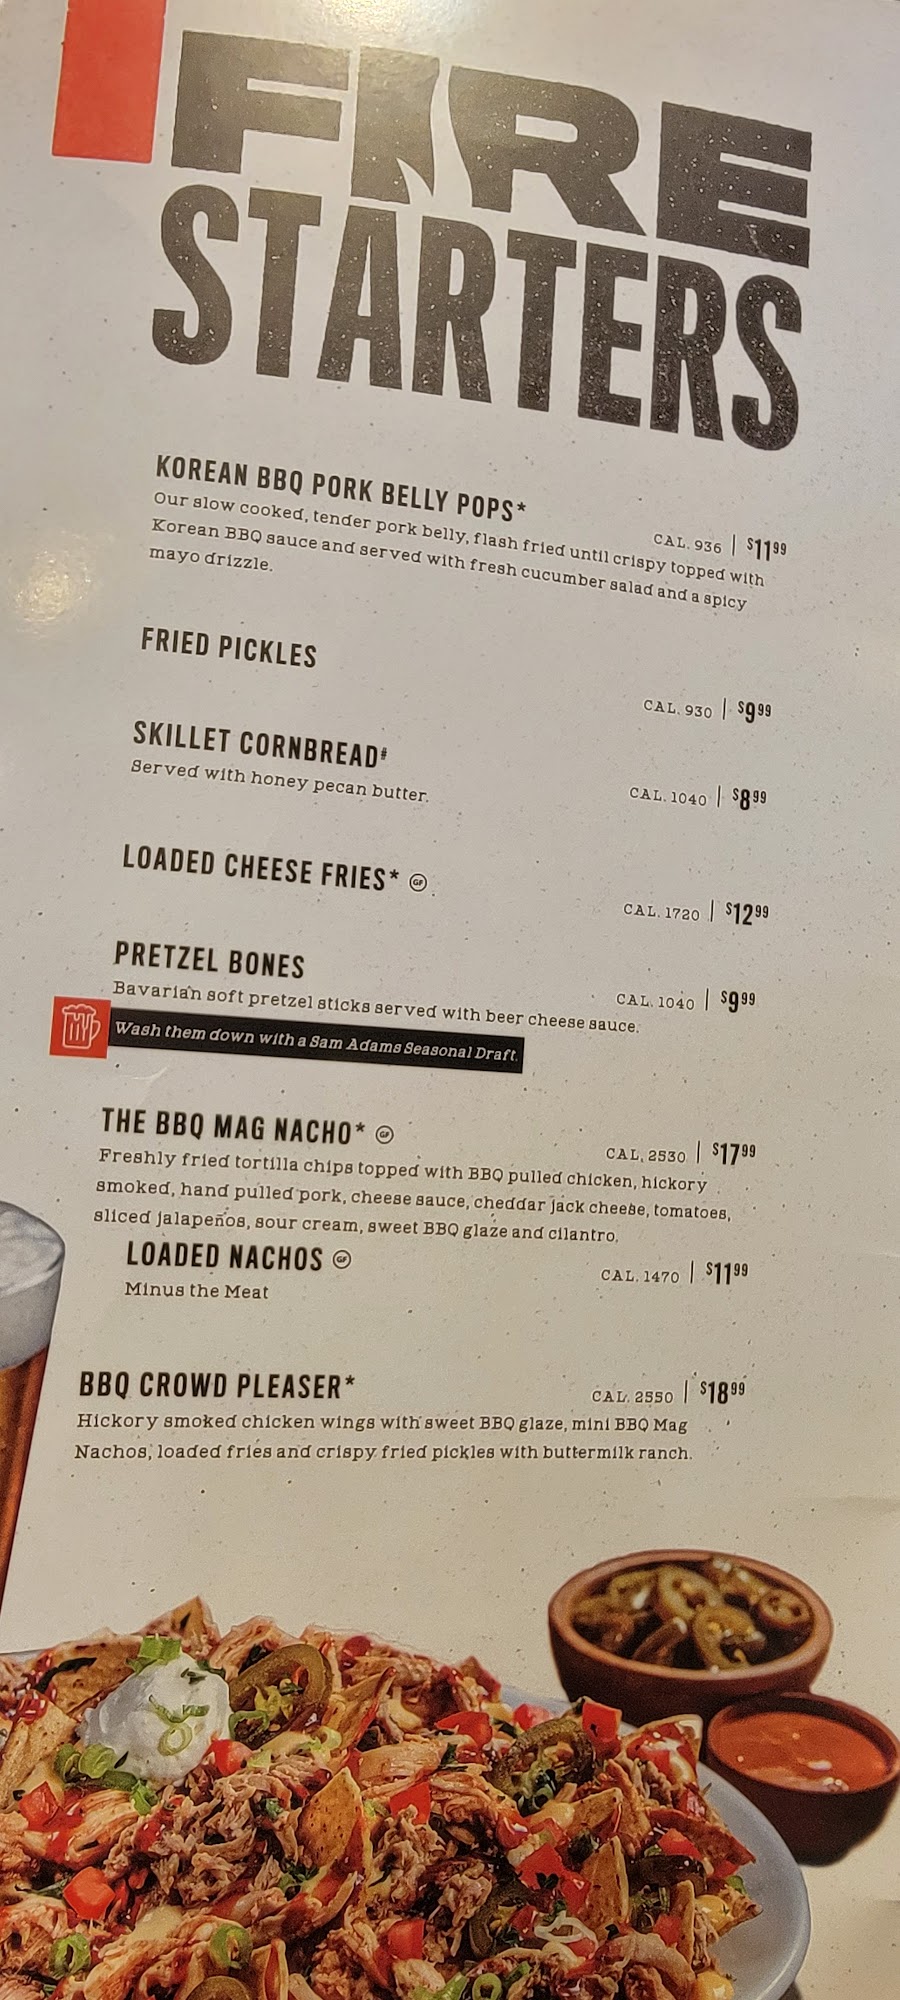 FIRE
STARTERS
KOREAN BBQ PORK BELLY POPS*
CAL. 936 | $11.99
Our slow cooked, tender pork belly, flash fried until crispy topped with
Korean BBQ sauce and served with fresh cucumber salad and a spicy
mayo drizzle.
FRIED PICKLES
CAL. 930 | $9.99
SKILLET CORNBREAD#
CAL. 1040 | $8.99
Served with honey pecan butter.
LOADED CHEESE FRIES* GF
CAL. 1720 | $12.99
PRETZEL BONES
CAL. 1040 | $9.99
Bavarian soft pretzel sticks served with beer cheese sauce.
Wash them down with a Sam Adams Seasonal Draft.
THE BBQ MAG NACHO* GF
CAL. 2530 | $17.99
Freshly fried tortilla chips topped with BBQ pulled chicken, hickory
smoked, hand pulled pork, cheese sauce, cheddar jack cheese, tomatoes,
sliced jalapeños, sour cream, sweet BBQ glaze and cilantro.
LOADED NACHOS GF
CAL. 1470 | $11.99
Minus the Meat
BBQ CROWD PLEASER*
CAL. 2550 | $18.99
Hickory smoked chicken wings with sweet BBQ glaze, mini BBQ Mag
Nachos, loaded fries and crispy fried pickles with buttermilk ranch.